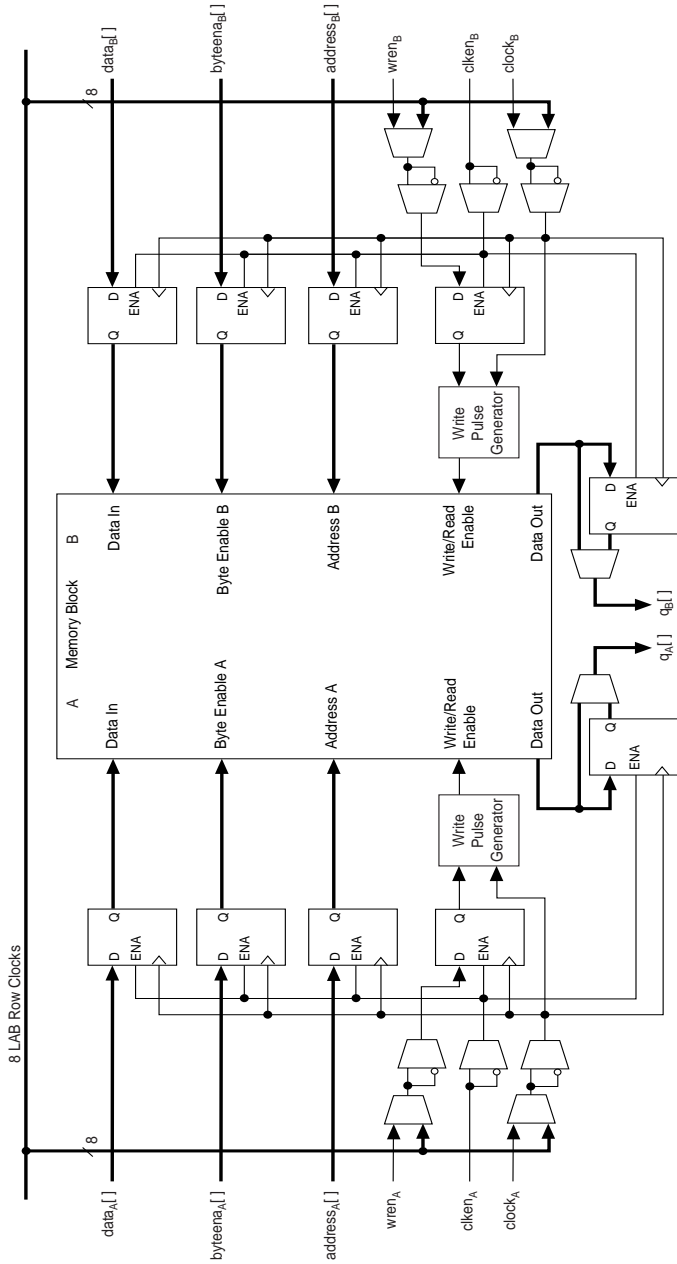 8 LAB Row Clocks
8
8
data_A[ ]
byteena_A[ ]
address_A[ ]
wren_A
clken_A
clock_A
D
Q
ENA
D
Q
ENA
D
Q
ENA
D
Q
ENA
Write
Pulse
Generator
A
Memory Block
B
Data In
Byte Enable A
Address A
Write/Read
Enable
Data Out
Data In
Byte Enable B
Address B
Write/Read
Enable
Data Out
D
Q
ENA
q_A[ ]
q_B[ ]
D
Q
ENA
Write
Pulse
Generator
Q
D
ENA
Q
D
ENA
Q
D
ENA
Q
D
ENA
data_B[ ]
byteena_B[ ]
address_B[ ]
wren_B
clken_B
clock_B